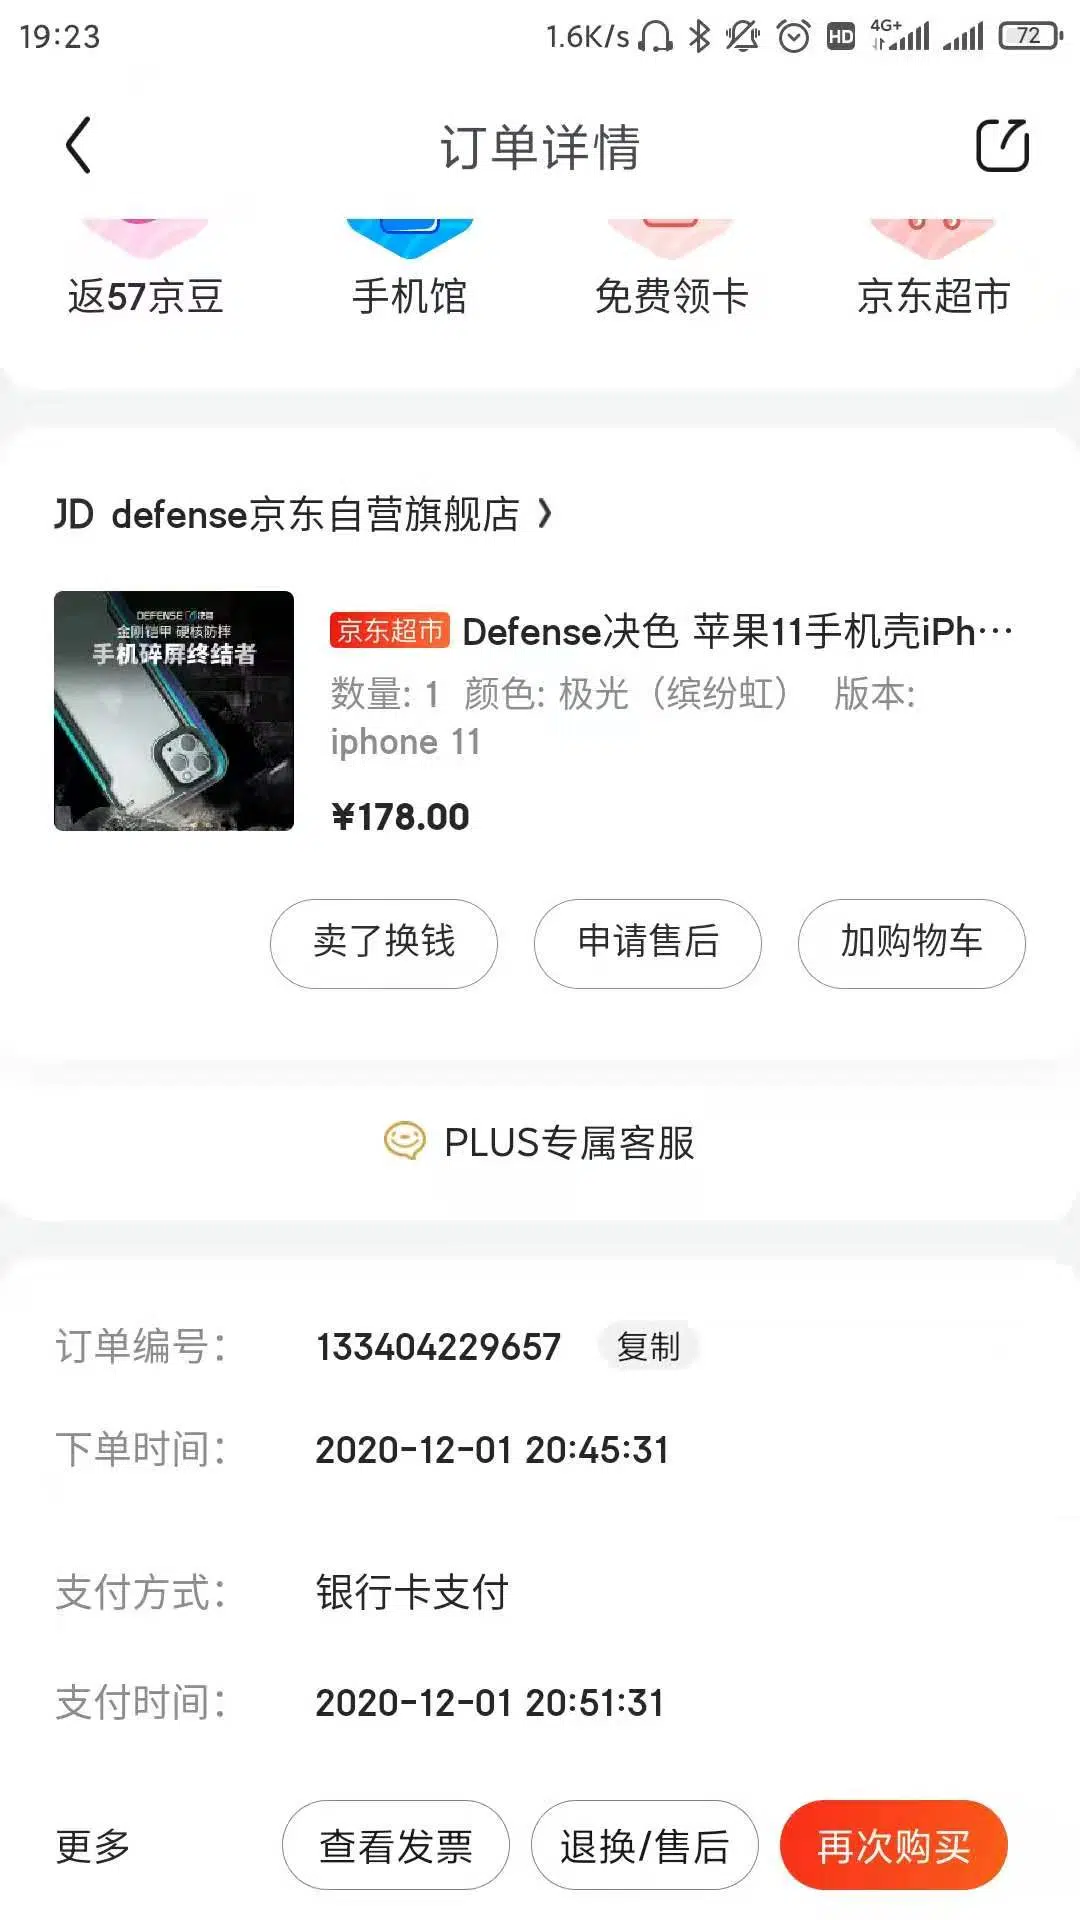 19:23
1.6K/s
HD
4G+
72
订单详情
返57京豆
手机馆
免费领卡
京东超市
JD defense京东自营旗舰店
DEFENSE 决色
金刚铠甲 硬核防摔
手机碎屏终结者
京东超市 Defense决色 苹果11手机壳iPh…
数量: 1 颜色: 极光（缤纷虹） 版本:
iphone 11
¥178.00
卖了换钱
申请售后
加购物车
PLUS专属客服
订单编号: 133404229657 复制
下单时间: 2020-12-01 20:45:31
支付方式: 银行卡支付
支付时间: 2020-12-01 20:51:31
更多
查看发票
退换/售后
再次购买